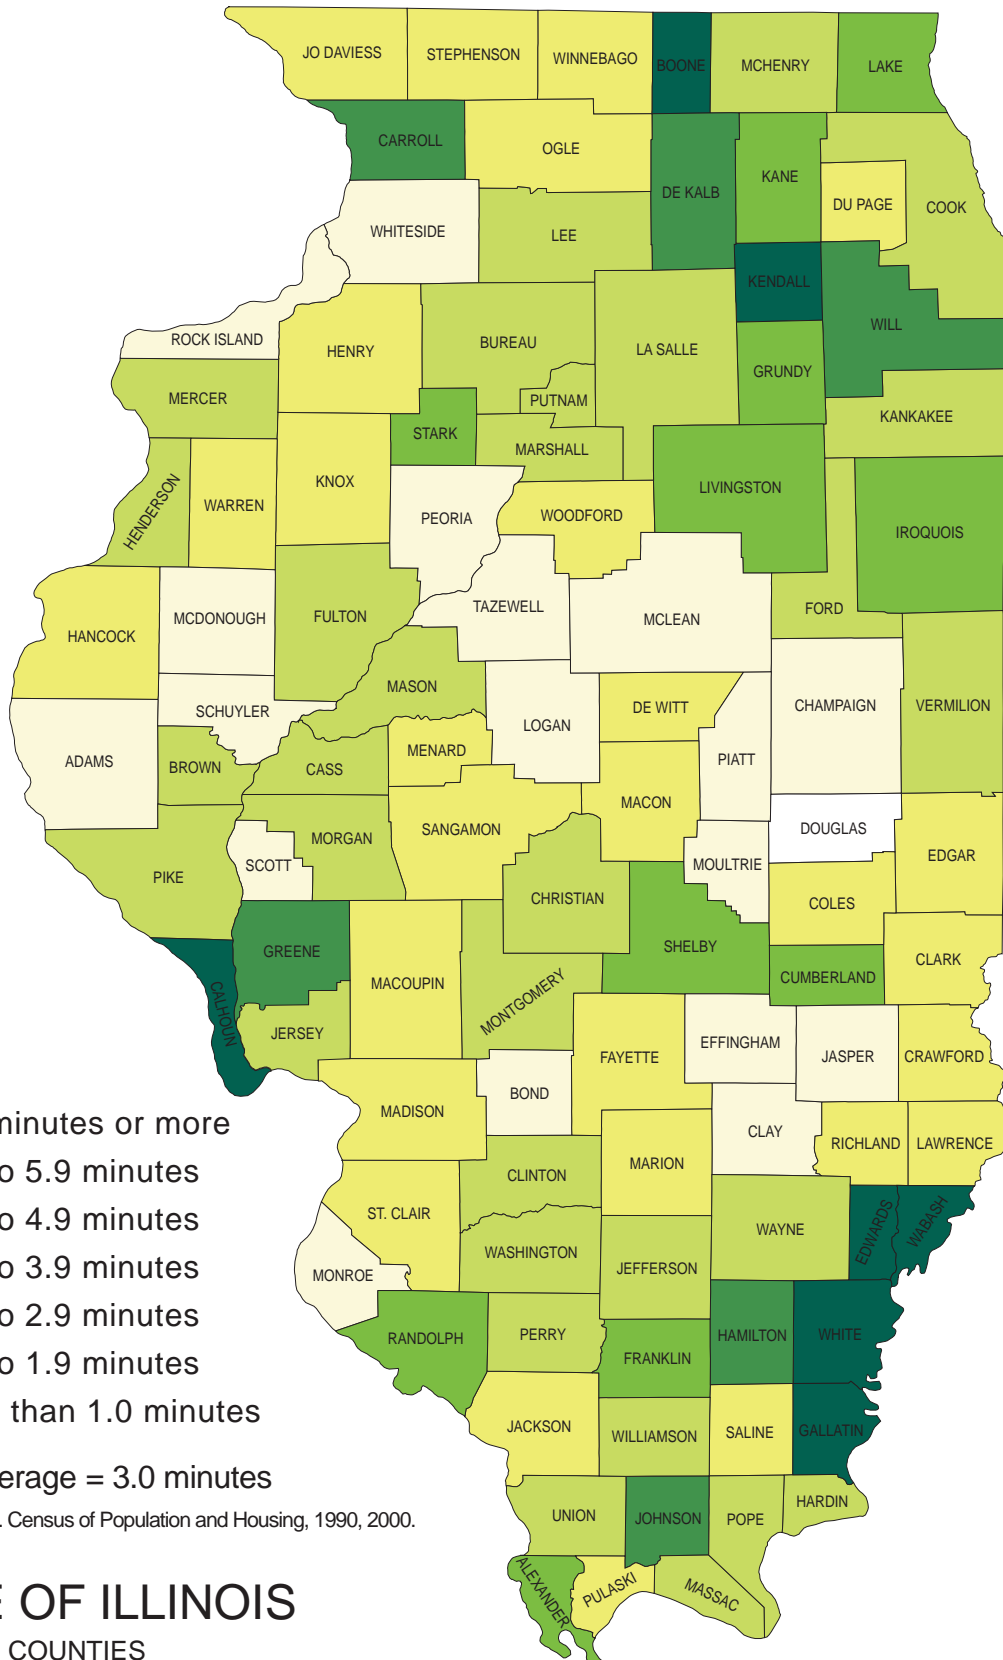 JO DAVIESS
STEPHENSON
WINNEBAGO
BOONE
MCHENRY
LAKE
CARROLL
OGLE
DE KALB
KANE
DU PAGE
COOK
WHITESIDE
LEE
KENDALL
WILL
ROCK ISLAND
HENRY
BUREAU
LA SALLE
GRUNDY
MERCER
PUTNAM
KANKAKEE
STARK
MARSHALL
HENDERSON
WARREN
KNOX
PEORIA
WOODFORD
LIVINGSTON
IROQUOIS
HANCOCK
MCDONOUGH
FULTON
TAZEWELL
MCLEAN
FORD
MASON
SCHUYLER
LOGAN
DE WITT
CHAMPAIGN
VERMILION
ADAMS
BROWN
CASS
MENARD
PIATT
MACON
DOUGLAS
SANGAMON
MORGAN
SCOTT
PIKE
MOULTRIE
EDGAR
CHRISTIAN
COLES
SHELBY
GREENE
CALHOUN
MACOUPIN
MONTGOMERY
CUMBERLAND
CLARK
JERSEY
FAYETTE
EFFINGHAM
JASPER
CRAWFORD
MADISON
BOND
CLAY
RICHLAND
LAWRENCE
CLINTON
MARION
ST. CLAIR
WAYNE
EDWARDS
WABASH
WASHINGTON
JEFFERSON
MONROE
RANDOLPH
PERRY
FRANKLIN
HAMILTON
WHITE
JACKSON
WILLIAMSON
SALINE
GALLATIN
UNION
JOHNSON
POPE
HARDIN
ALEXANDER
PULASKI
MASSAC
minutes or more
o 5.9 minutes
o 4.9 minutes
o 3.9 minutes
o 2.9 minutes
o 1.9 minutes
than 1.0 minutes
erage = 3.0 minutes
. Census of Population and Housing, 1990, 2000.
E OF ILLINOIS
COUNTIES